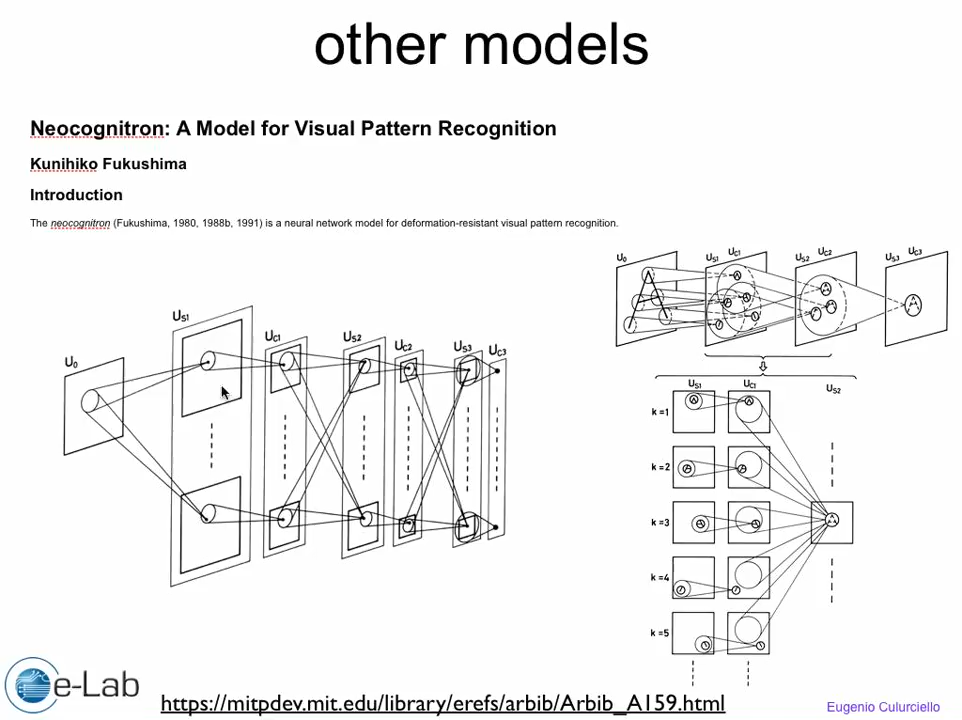 other models
Neocognitron: A Model for Visual Pattern Recognition
Kunihiko Fukushima
Introduction
The neocognitron (Fukushima, 1980, 1988b, 1991) is a neural network model for deformation-resistant visual pattern recognition.
U0 US1 UC1 US2 UC2 US3 UC3
U0 US1 UC1 US2 UC2 US3 UC3
US1 UC1 US2
k=1
k=2
k=3
k=4
k=5
e-Lab
https://mitpdev.mit.edu/library/erefs/arbib/Arbib_A159.html
Eugenio Culurciello